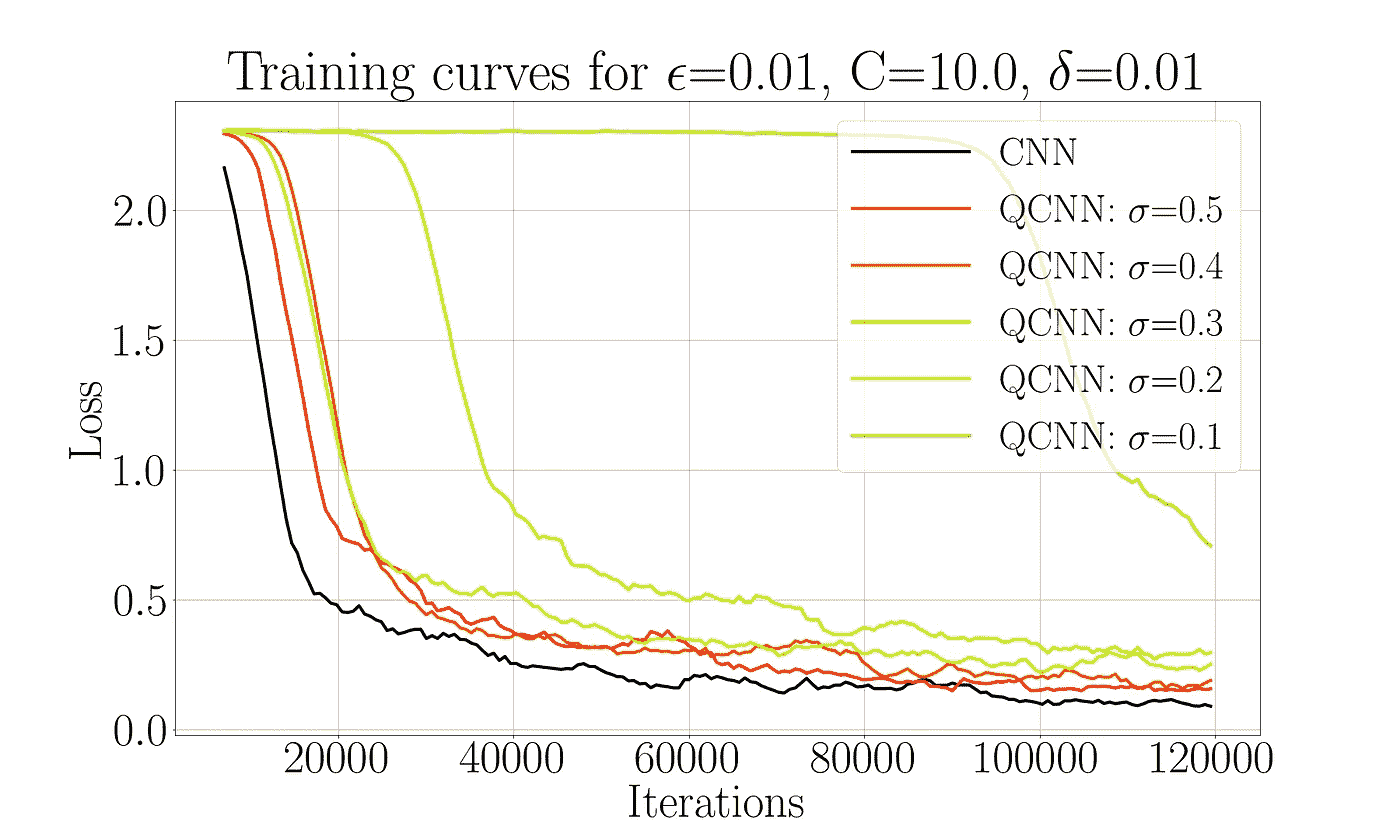 Training curves for ϵ=0.01, C=10.0, δ=0.01
CNN
QCNN: σ=0.5
QCNN: σ=0.4
QCNN: σ=0.3
QCNN: σ=0.2
QCNN: σ=0.1
2.0
1.5
1.0
0.5
0.0
Loss
20000 40000 60000 80000 100000 120000
Iterations